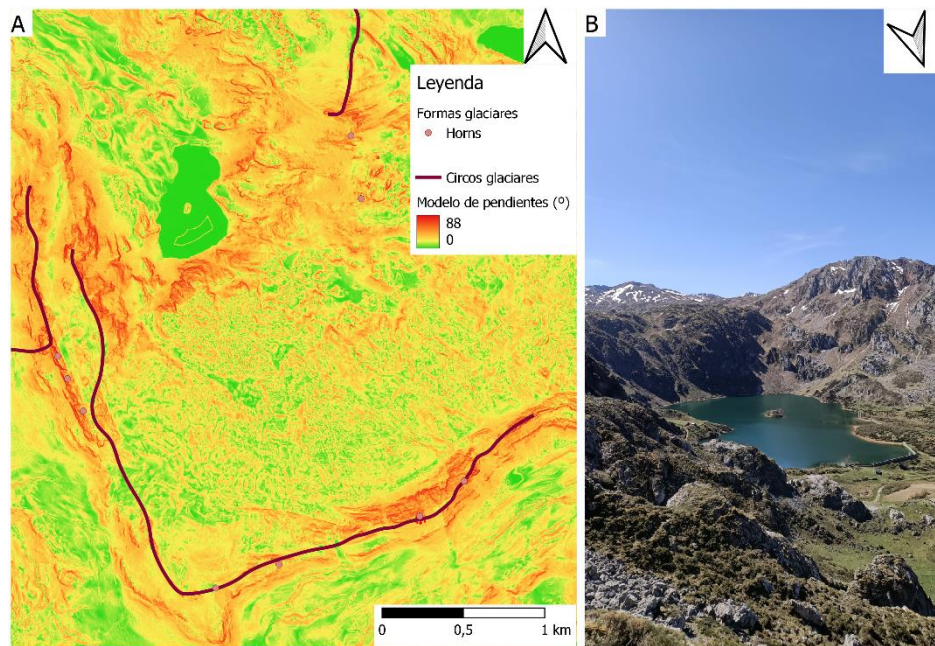 A
Leyenda
Formas glaciares
Horns
Circos glaciares
Modelo de pendientes (º)
88
0
0 0,5 1 km
B